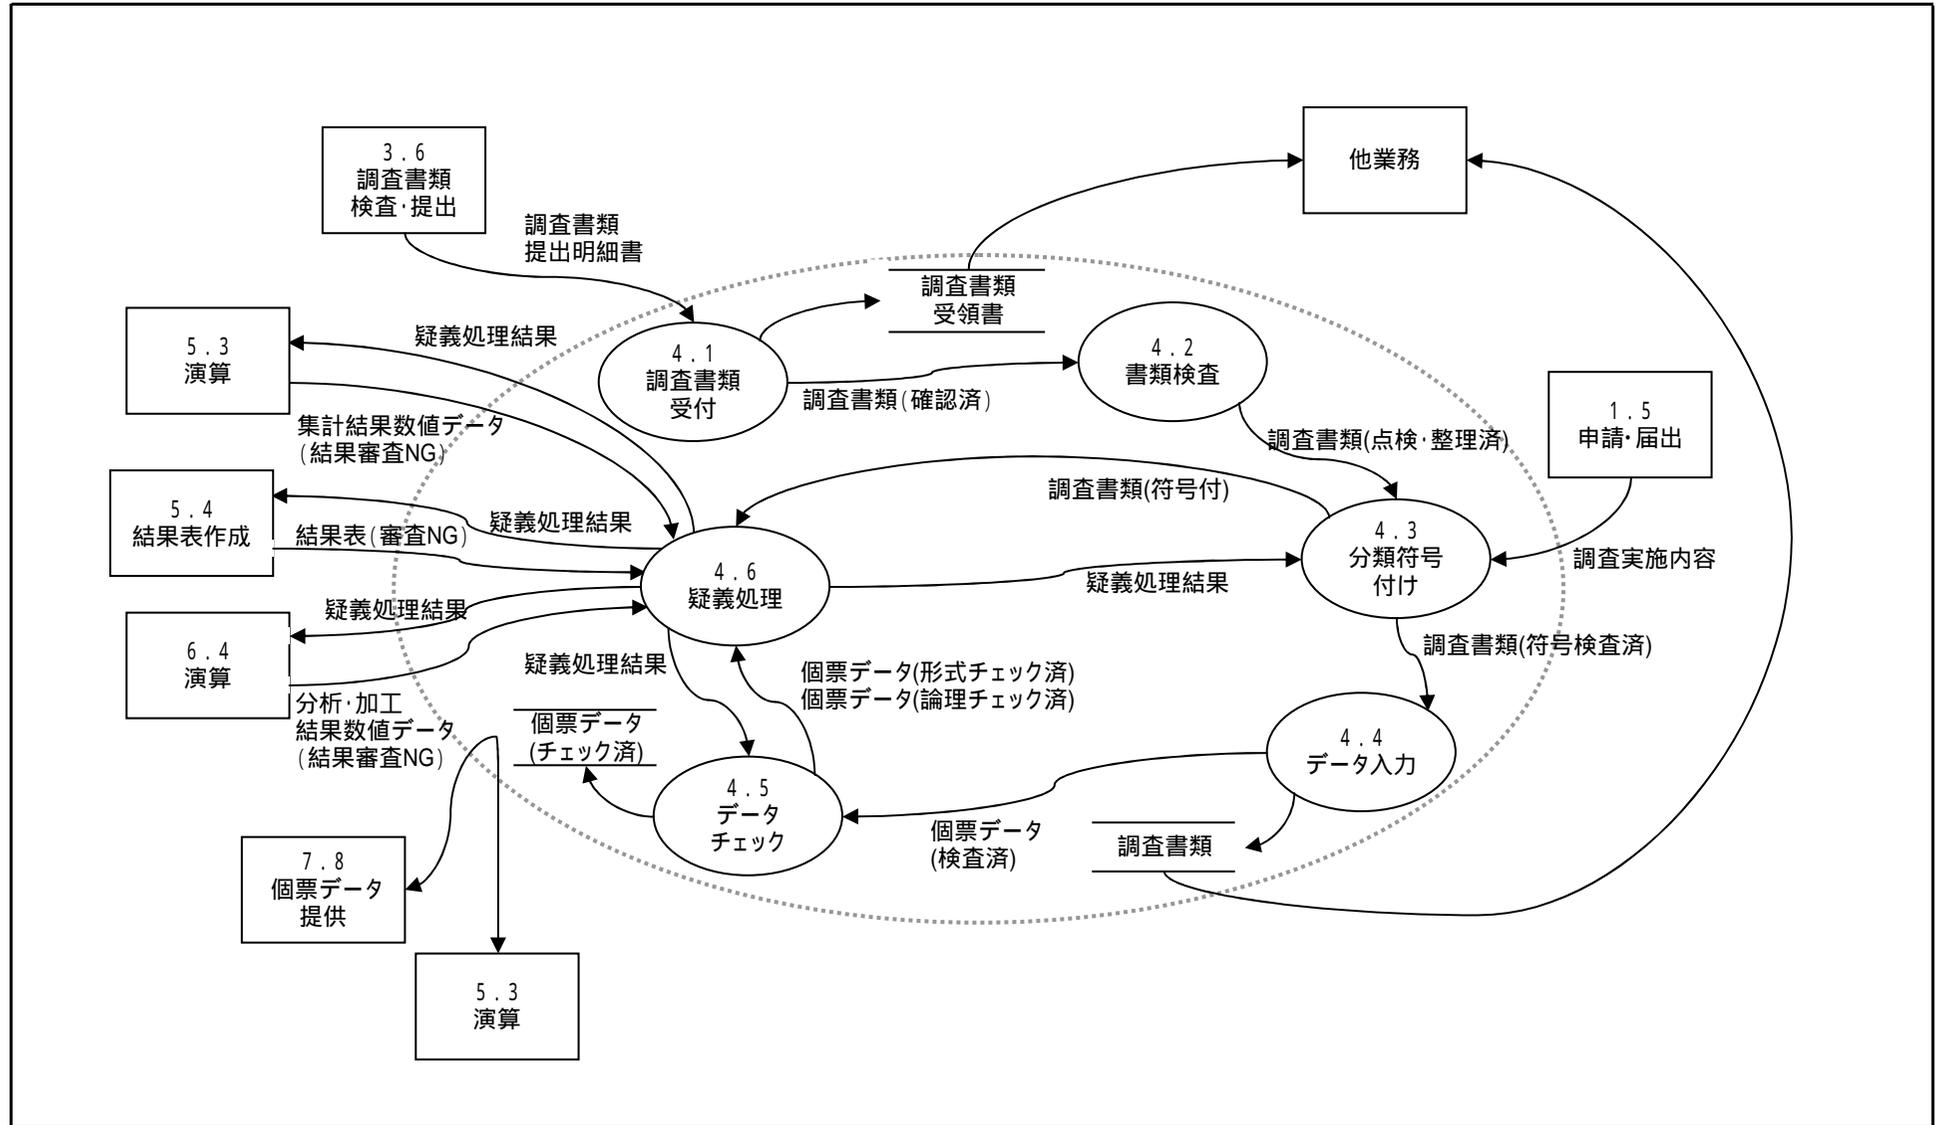 他業務
3.6
調査書類
検査・提出
調査書類
提出明細書
調査書類
受領書
5.3
演算
疑義処理結果
4.1
調査書類
受付
4.2
書類検査
調査書類(確認済)
1.5
申請・届出
集計結果数値データ
(結果審査NG)
調査書類(点検・整理済)
調査書類(符号付)
5.4
結果表作成
疑義処理結果
結果表(審査NG)
4.3
分類符号
付け
調査実施内容
4.6
疑義処理
疑義処理結果
疑義処理結果
6.4
演算
疑義処理結果
個票データ(形式チェック済)
個票データ(論理チェック済)
調査書類(符号検査済)
分析・加工
結果数値データ
(結果審査NG)
個票データ
(チェック済)
4.4
データ入力
4.5
データ
チェック
個票データ
(検査済)
調査書類
7.8
個票データ
提供
5.3
演算